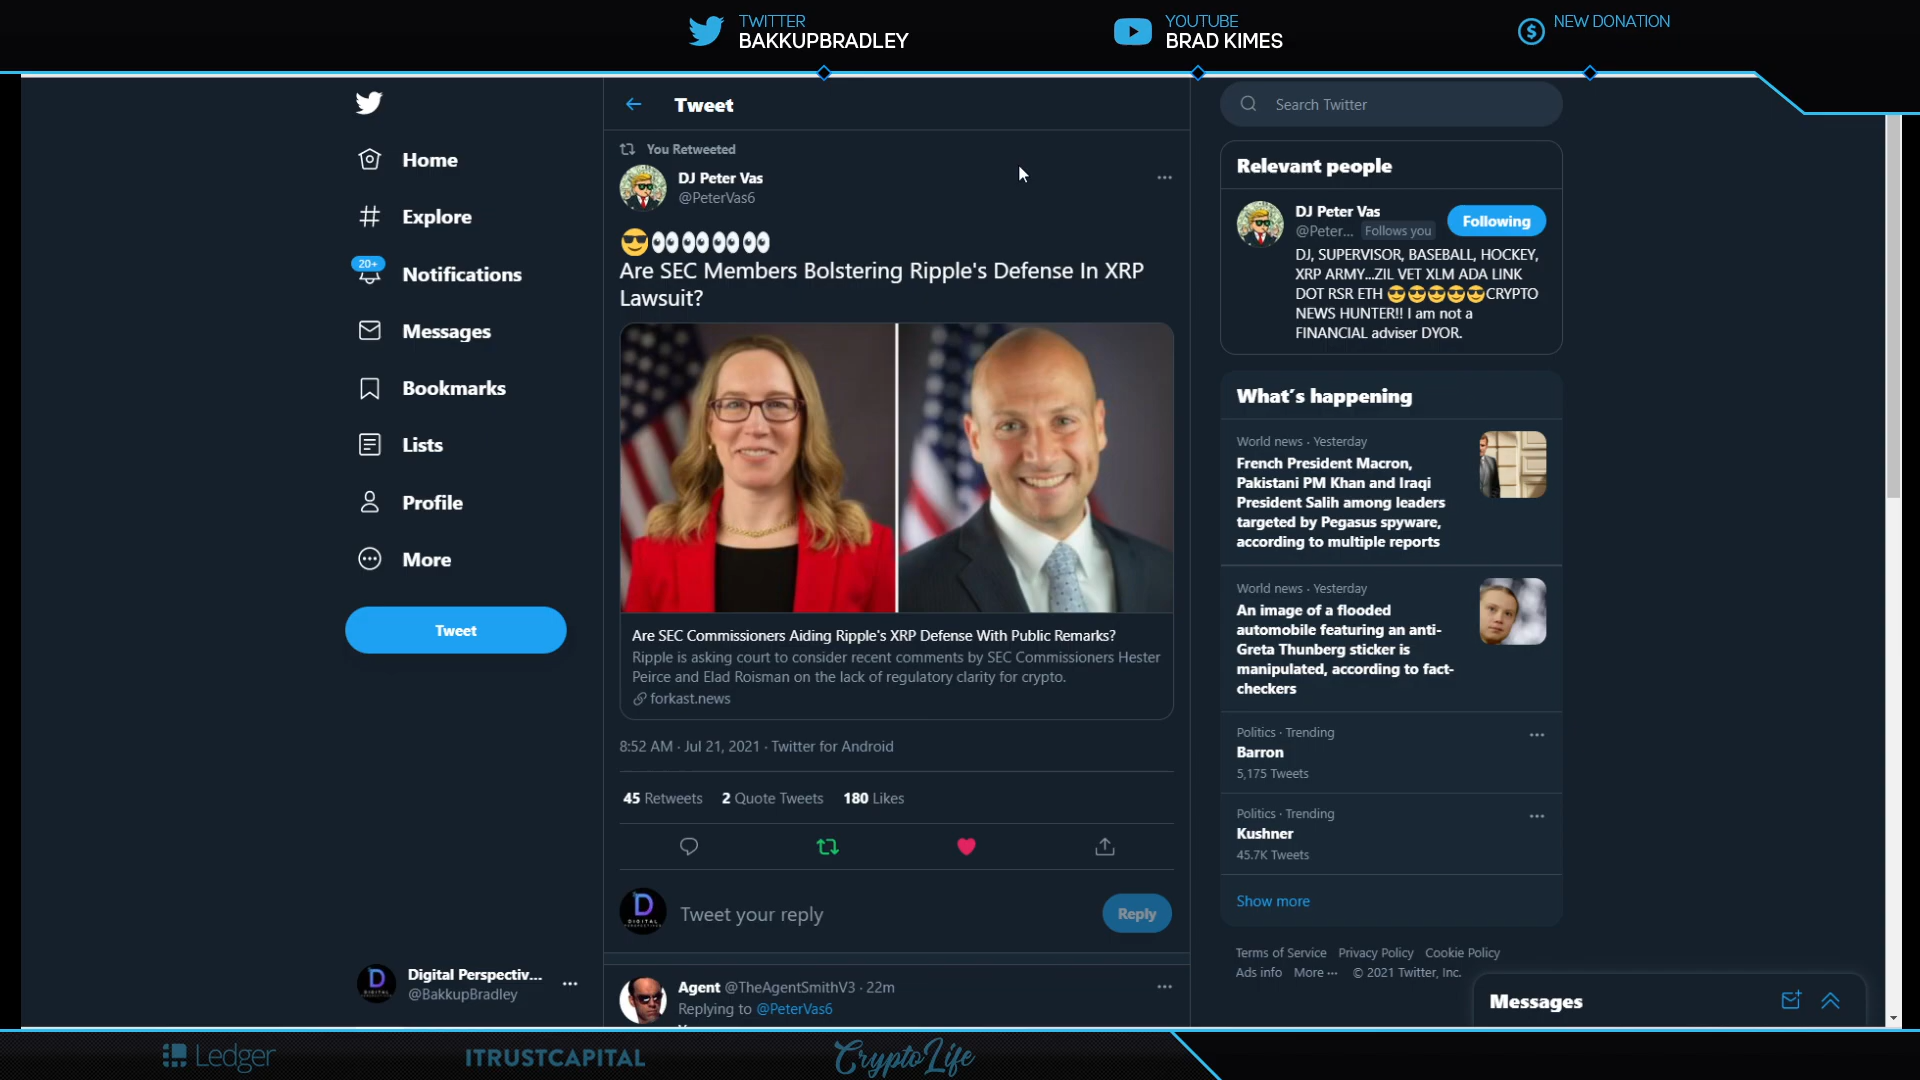 TWITTER
BAKKUPBRADLEY
YOUTUBE
BRAD KIMES
NEW DONATION
Home
Explore
20+
Notifications
Messages
Bookmarks
Lists
Profile
More
Tweet
Digital Perspectiv...
@BakkupBradley
Tweet
You Retweeted
DJ Peter Vas
@PeterVas6
Are SEC Members Bolstering Ripple's Defense In XRP
Lawsuit?
Are SEC Commissioners Aiding Ripple's XRP Defense With Public Remarks?
Ripple is asking court to consider recent comments by SEC Commissioners Hester
Peirce and Elad Roisman on the lack of regulatory clarity for crypto.
forkast.news
8:52 AM · Jul 21, 2021 · Twitter for Android
45 Retweets 2 Quote Tweets 180 Likes
Tweet your reply
Reply
Agent @TheAgentSmithV3 · 22m
Replying to @PeterVas6
Search Twitter
Relevant people
DJ Peter Vas
@Peter... Follows you
Following
DJ, SUPERVISOR, BASEBALL, HOCKEY,
XRP ARMY...ZIL VET XLM ADA LINK
DOT RSR ETH 😎😎😎😎😎CRYPTO
NEWS HUNTER!! I am not a
FINANCIAL adviser DYOR.
What's happening
World news · Yesterday
French President Macron,
Pakistani PM Khan and Iraqi
President Salih among leaders
targeted by Pegasus spyware,
according to multiple reports
World news · Yesterday
An image of a flooded
automobile featuring an anti-
Greta Thunberg sticker is
manipulated, according to fact-
checkers
Politics · Trending
Barron
5,175 Tweets
Politics · Trending
Kushner
45.7K Tweets
Show more
Terms of Service Privacy Policy Cookie Policy
Ads info More ··· © 2021 Twitter, Inc.
Messages
Ledger
ITRUSTCAPITAL
CryptoLife